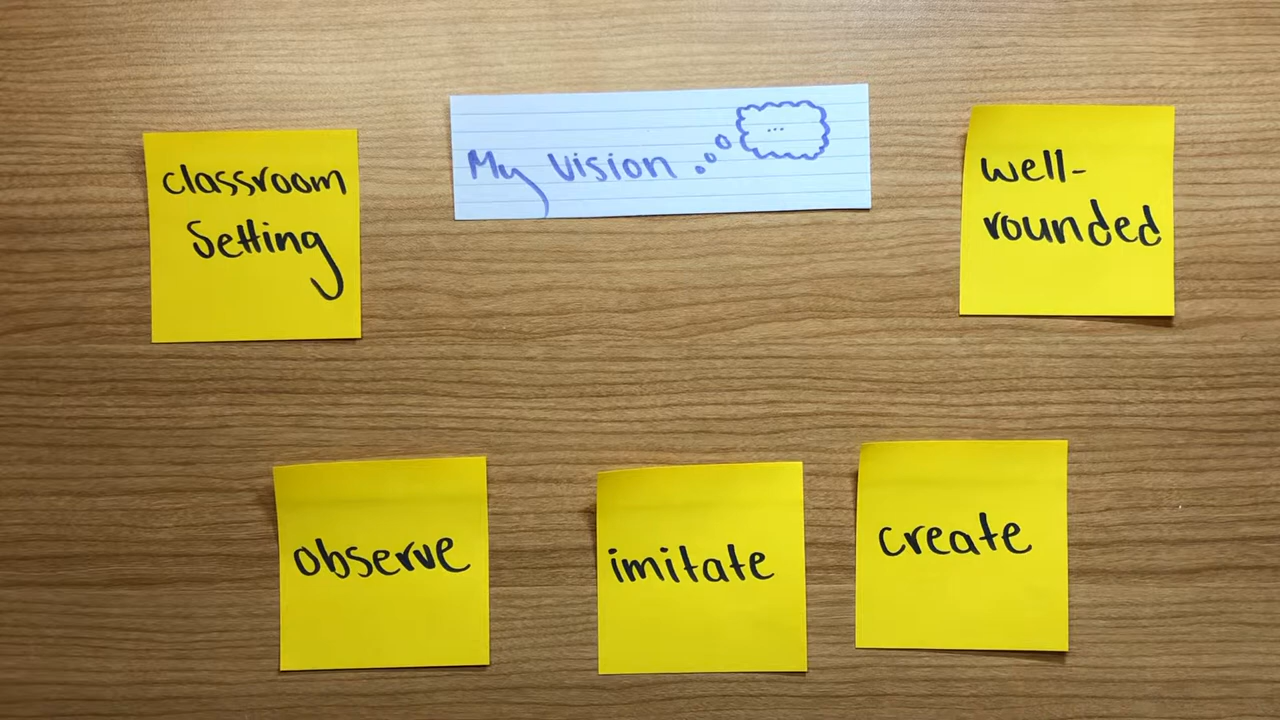 My vision
...
classroom
Setting
well-
rounded
observe
imitate
create